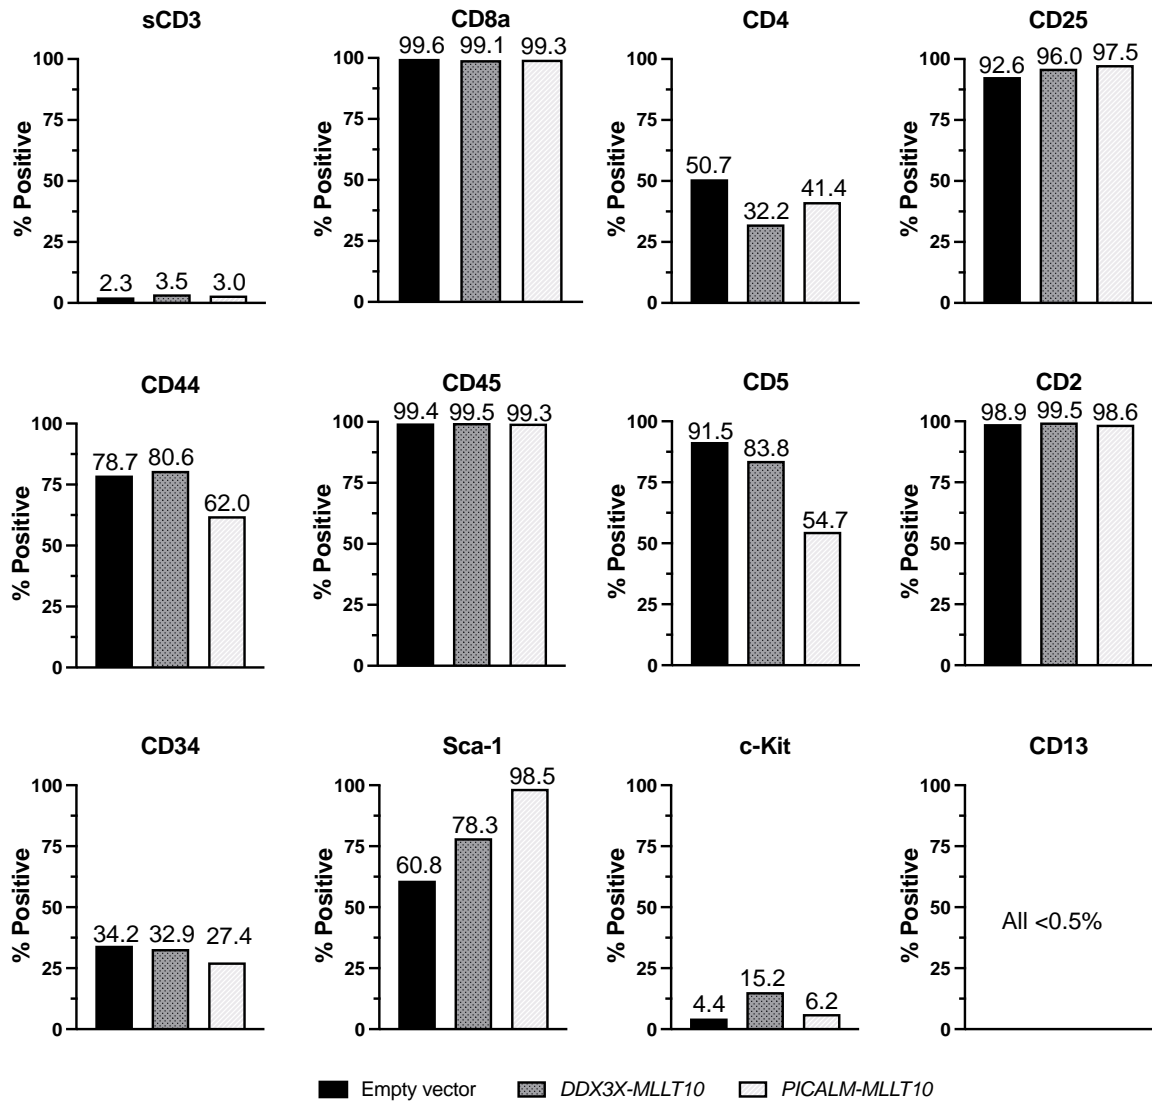 sCD3
% Positive
100
75
50
25
0
2.3 3.5 3.0
CD8a
% Positive
100
75
50
25
0
99.6 99.1 99.3
CD4
% Positive
100
75
50
25
0
50.7 32.2 41.4
CD25
% Positive
100
75
50
25
0
92.6 96.0 97.5
CD44
% Positive
100
75
50
25
0
78.7 80.6 62.0
CD45
% Positive
100
75
50
25
0
99.4 99.5 99.3
CD5
% Positive
100
75
50
25
0
91.5 83.8 54.7
CD2
% Positive
100
75
50
25
0
98.9 99.5 98.6
CD34
% Positive
100
75
50
25
0
34.2 32.9 27.4
Sca-1
% Positive
100
75
50
25
0
60.8 78.3 98.5
c-Kit
% Positive
100
75
50
25
0
4.4 15.2 6.2
CD13
% Positive
100
75
50
25
0
All <0.5%
Empty vector DDX3X-MLLT10 PICALM-MLLT10